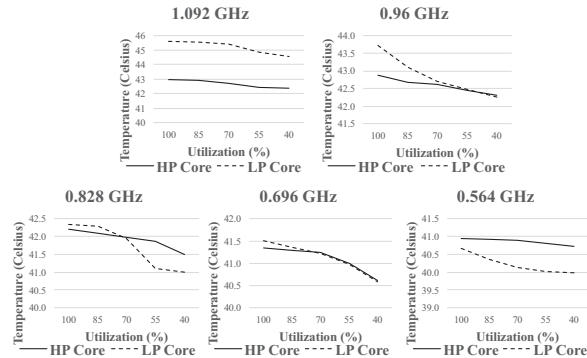 1.092 GHz
Temperature (Celsius)
46
45
44
43
42
41
40
100 85 70 55 40
Utilization (%)
HP Core LP Core
0.96 GHz
Temperature (Celsius)
44.0
43.5
43.0
42.5
42.0
41.5
100 85 70 55 40
Utilization (%)
HP Core LP Core
0.828 GHz
Temperature (Celsius)
42.5
42.0
41.5
41.0
40.5
40.0
100 85 70 55 40
Utilization (%)
HP Core LP Core
0.696 GHz
Temperature (Celsius)
42.0
41.5
41.0
40.5
40.0
100 85 70 55 40
Utilization (%)
HP Core LP Core
0.564 GHz
Temperature (Celsius)
41.5
41.0
40.5
40.0
39.5
39.0
100 85 70 55 40
Utilization (%)
HP Core LP Core